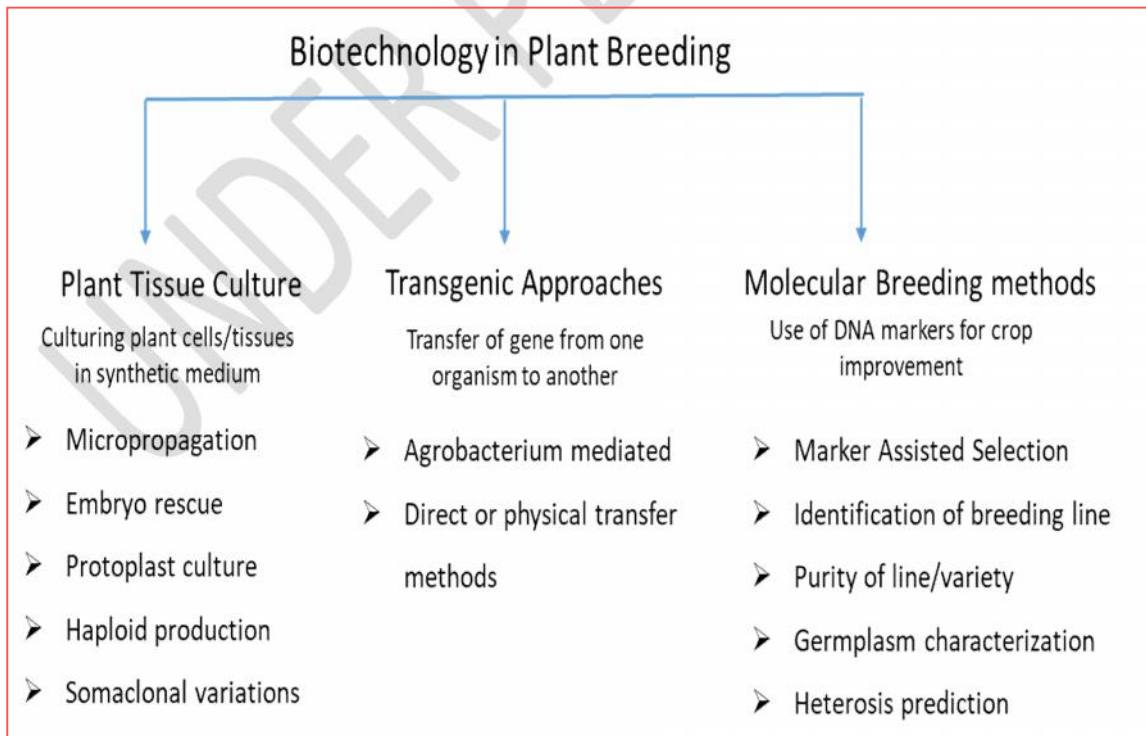 Biotechnology in Plant Breeding
Plant Tissue Culture
Culturing plant cells/tissues
in synthetic medium
➢ Micropropagation
➢ Embryo rescue
➢ Protoplast culture
➢ Haploid production
➢ Somaclonal variations
Transgenic Approaches
Transfer of gene from one
organism to another
➢ Agrobacterium mediated
➢ Direct or physical transfer
methods
Molecular Breeding methods
Use of DNA markers for crop
improvement
➢ Marker Assisted Selection
➢ Identification of breeding line
➢ Purity of line/variety
➢ Germplasm characterization
➢ Heterosis prediction
UNDER